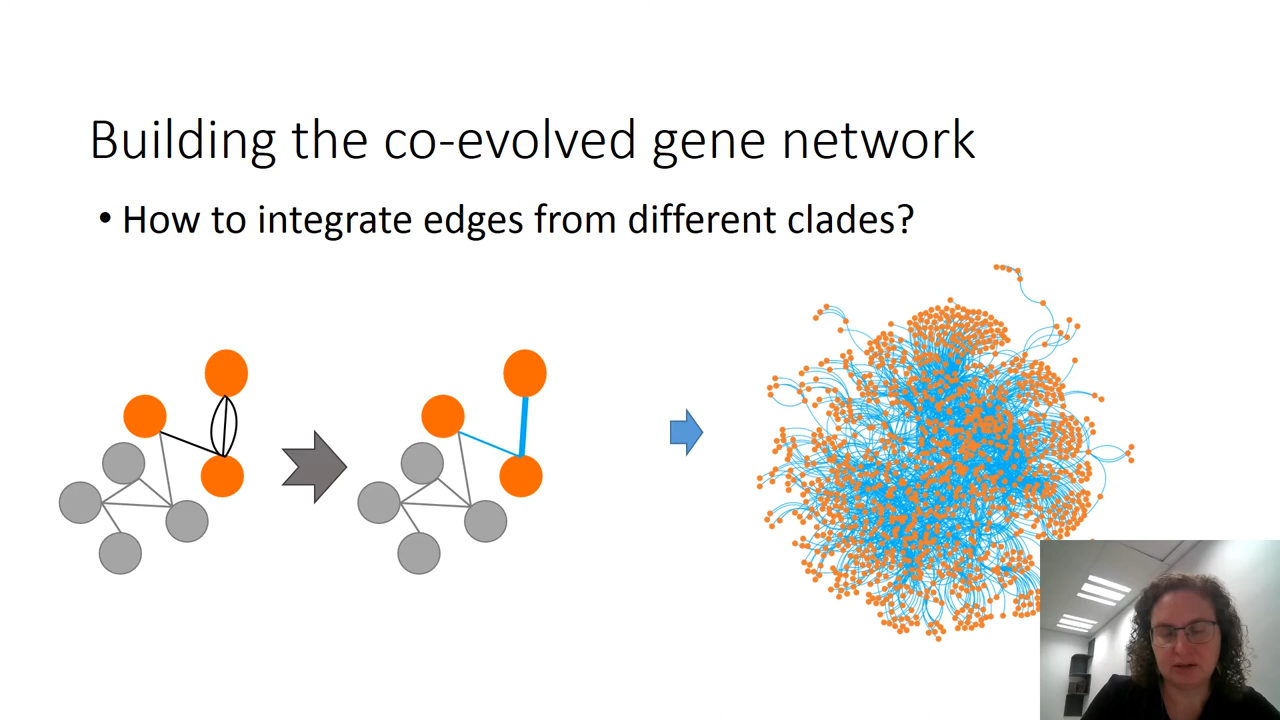 Building the co-evolved gene network
• How to integrate edges from different clades?